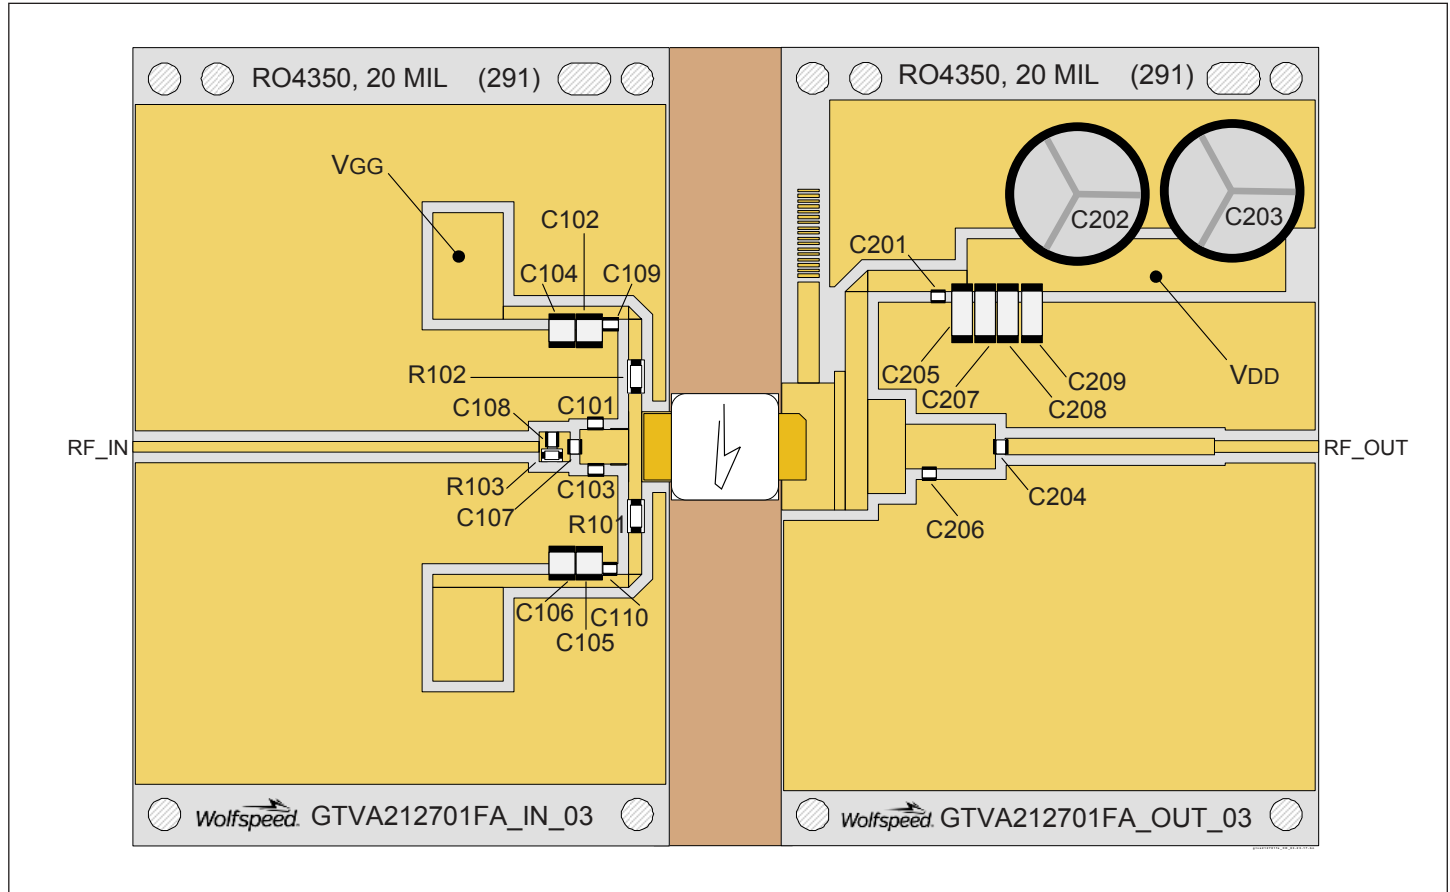 RO4350, 20 MIL (291)
RO4350, 20 MIL (291)
VGG
C102
C104
C109
R102
C108
C101
RF_IN
R103
C107
C103
R101
C106
C110
C105
C202
C203
C201
C205
C207
C209
C208
VDD
RF_OUT
C204
C206
Wolfspeed. GTVA212701FA_IN_03
Wolfspeed. GTVA212701FA_OUT_03